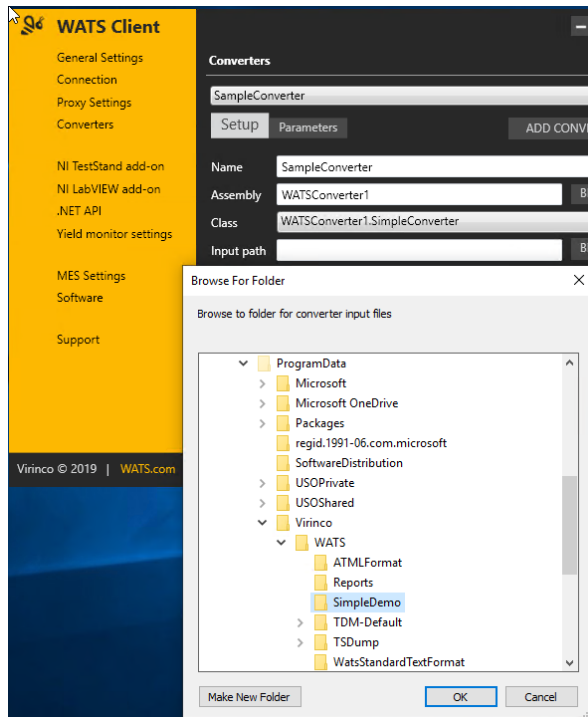 WATS Client
General Settings
Connection
Proxy Settings
Converters
NI TestStand add-on
NI LabVIEW add-on
.NET API
Yield monitor settings
MES Settings
Software
Support
Virinco © 2019 | WATS.com
Converters
SampleConverter
Setup Parameters ADD CONV
Name SampleConverter
Assembly WATSConverter1 B
Class WATSConverter1.SimpleConverter
Input path B
Browse For Folder
Browse to folder for converter input files
ProgramData
Microsoft
Microsoft OneDrive
Packages
regid.1991-06.com.microsoft
SoftwareDistribution
USOPrivate
USOShared
Virinco
WATS
ATMLFormat
Reports
SimpleDemo
TDM-Default
TSDump
WatsStandardTextFormat
Make New Folder OK Cancel